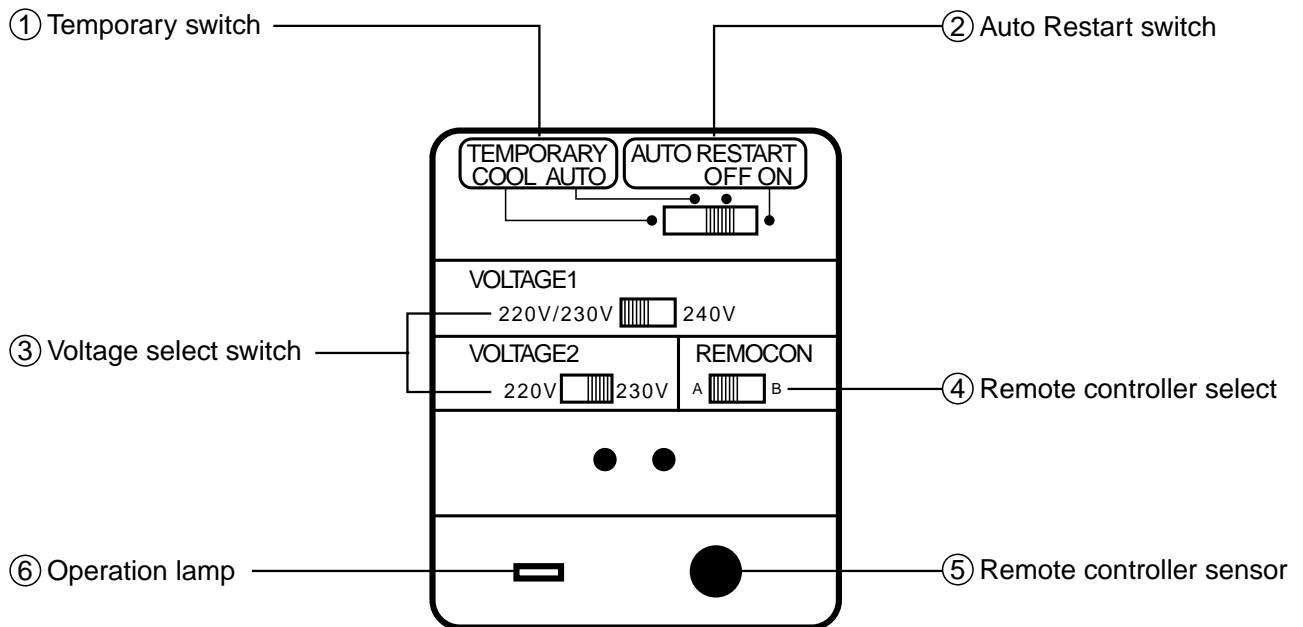 ① Temporary switch
② Auto Restart switch
TEMPORARY
COOL AUTO
AUTO RESTART
OFF ON
VOLTAGE1
220V/230V 240V
③ Voltage select switch
VOLTAGE2
220V 230V
REMOCON
A B
④ Remote controller select
⑥ Operation lamp
⑤ Remote controller sensor